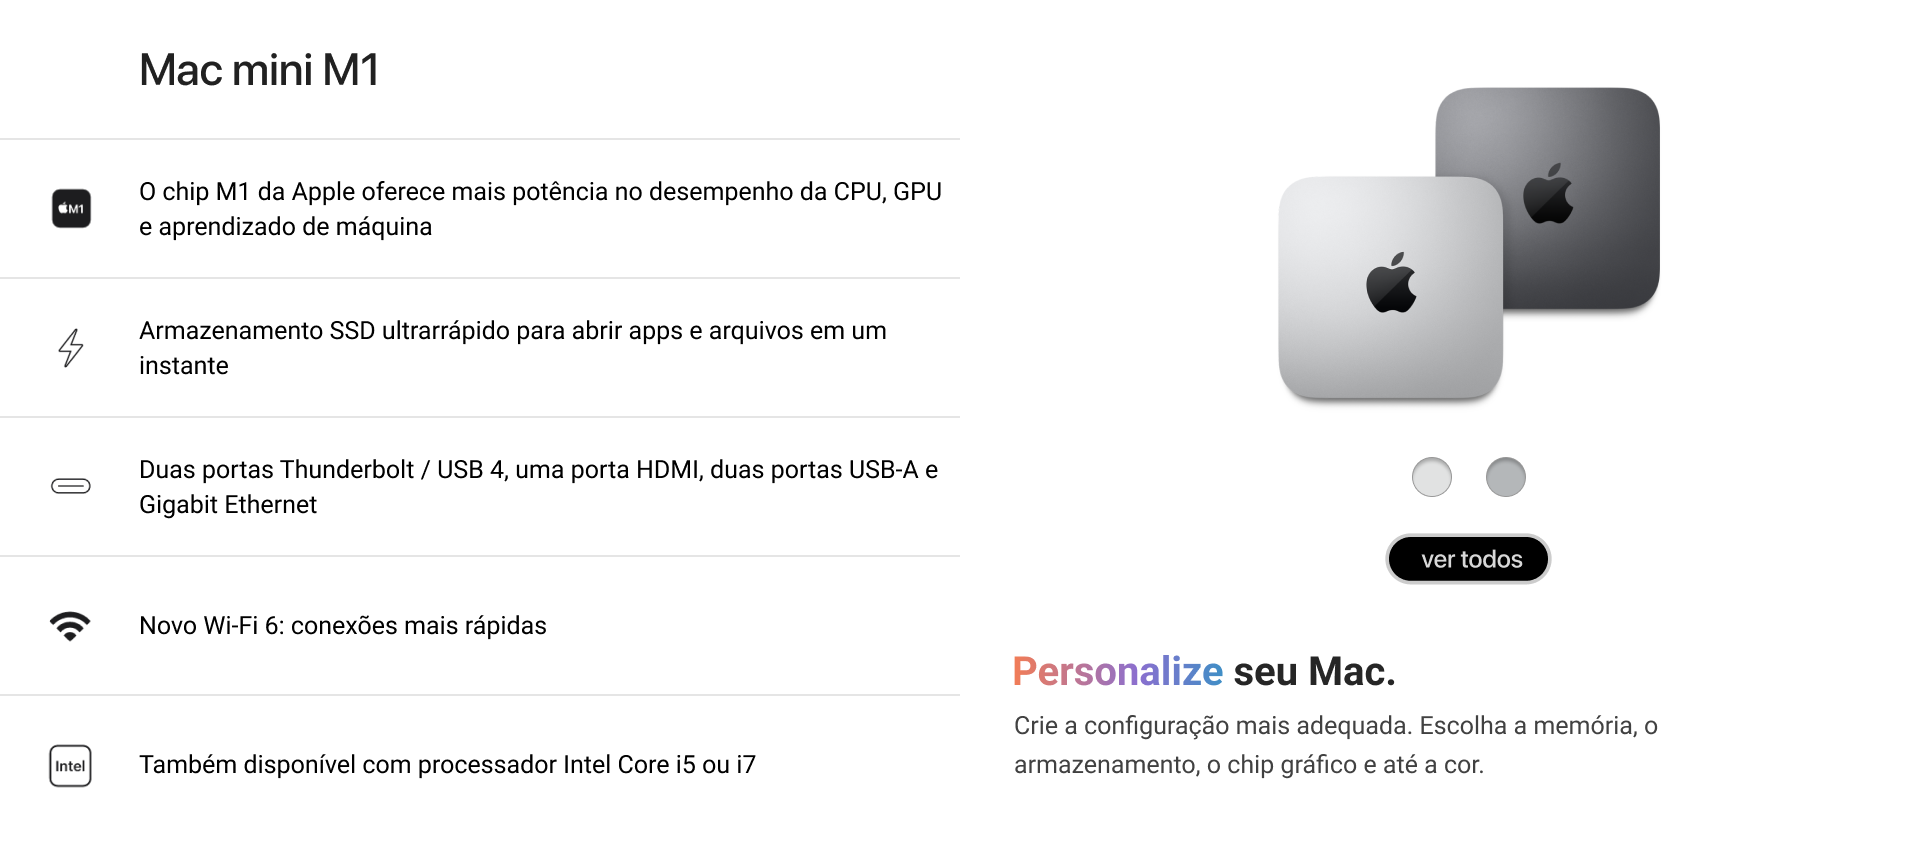 Mac mini M1
M1
O chip M1 da Apple oferece mais potência no desempenho da CPU, GPU
e aprendizado de máquina
Armazenamento SSD ultrarrápido para abrir apps e arquivos em um
instante
Duas portas Thunderbolt / USB 4, uma porta HDMI, duas portas USB-A e
Gigabit Ethernet
Novo Wi-Fi 6: conexões mais rápidas
Intel
Também disponível com processador Intel Core i5 ou i7
ver todos
Personalize seu Mac.
Crie a configuração mais adequada. Escolha a memória, o
armazenamento, o chip gráfico e até a cor.